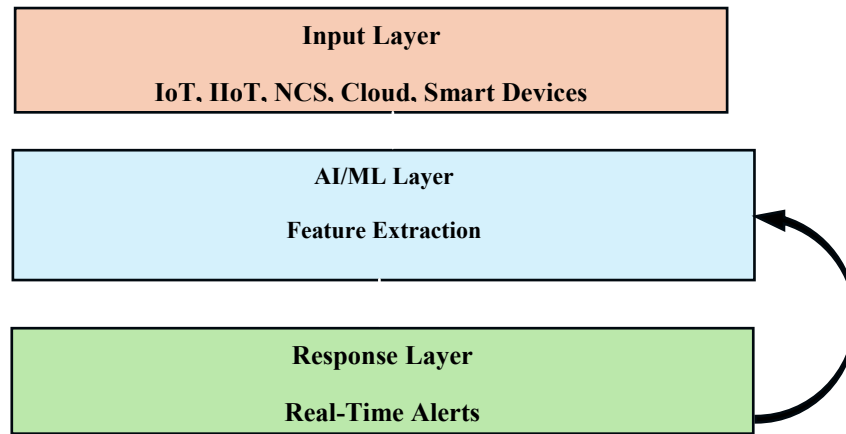 Input Layer
IoT, IIoT, NCS, Cloud, Smart Devices
AI/ML Layer
Feature Extraction
Response Layer
Real-Time Alerts